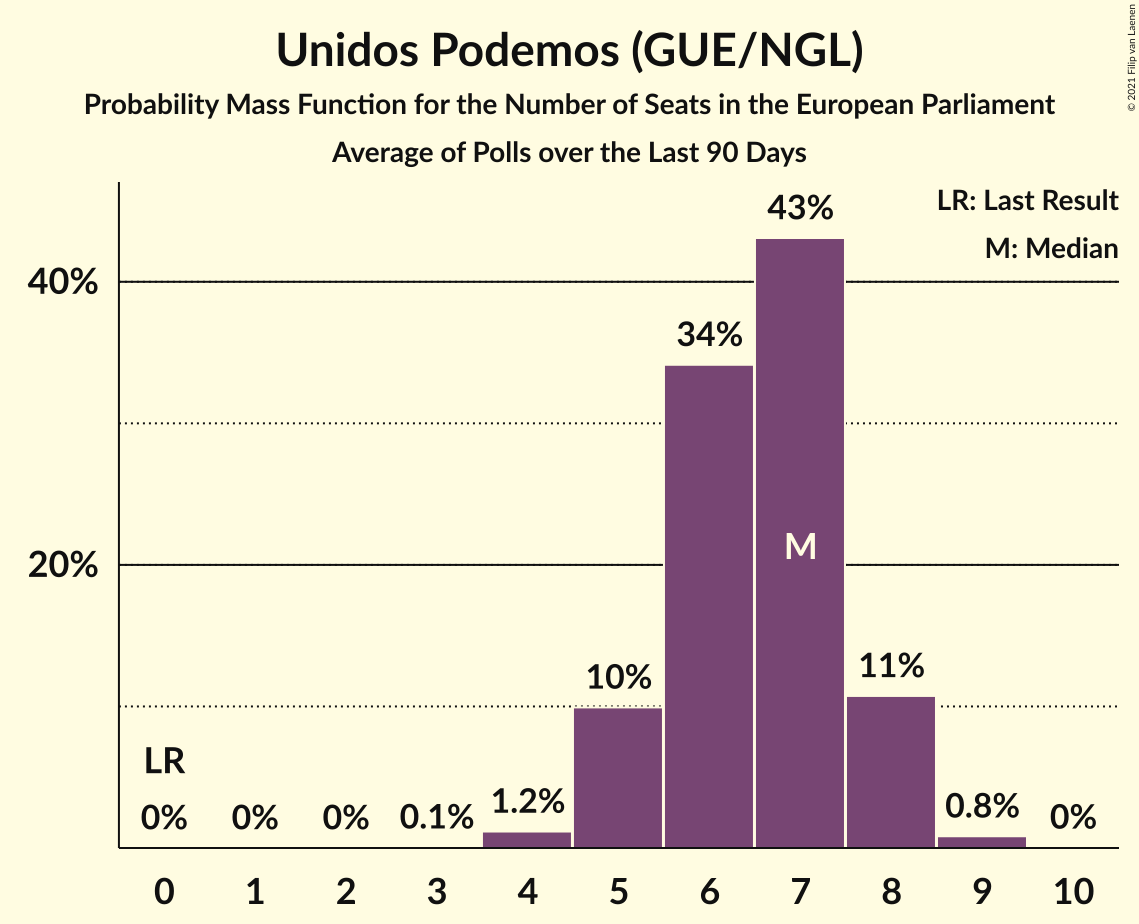 Unidos Podemos (GUE/NGL)
Probability Mass Function for the Number of Seats in the European Parliament
Average of Polls over the Last 90 Days
© 2021 Filip van Laenen
LR: Last Result
M: Median
43%
40%
34%
M
20%
10%
11%
LR
0%
0%
0%
0.1%
1.2%
0.8%
0%
0 1 2 3 4 5 6 7 8 9 10